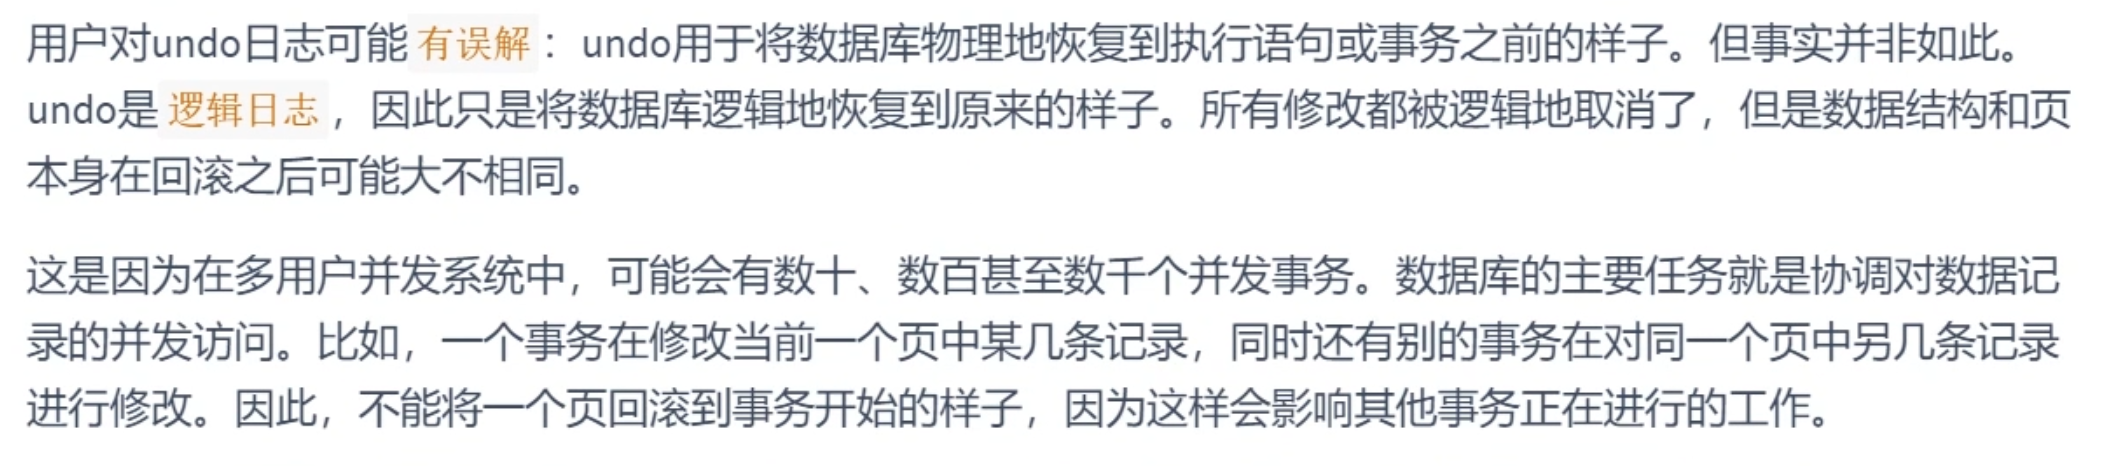 用户对undo日志可能 有误解 ：undo用于将数据库物理地恢复到执行语句或事务之前的样子。但事实并非如此。
undo是 逻辑日志 ，因此只是将数据库逻辑地恢复到原来的样子。所有修改都被逻辑地取消了，但是数据结构和页
本身在回滚之后可能大不相同。
这是因为在多用户并发系统中，可能会有数十、数百甚至数千个并发事务。数据库的主要任务就是协调对数据记
录的并发访问。比如，一个事务在修改当前一个页中某几条记录，同时还有别的事务在对同一个页中另几条记录
进行修改。因此，不能将一个页回滚到事务开始的样子，因为这样会影响其他事务正在进行的工作。